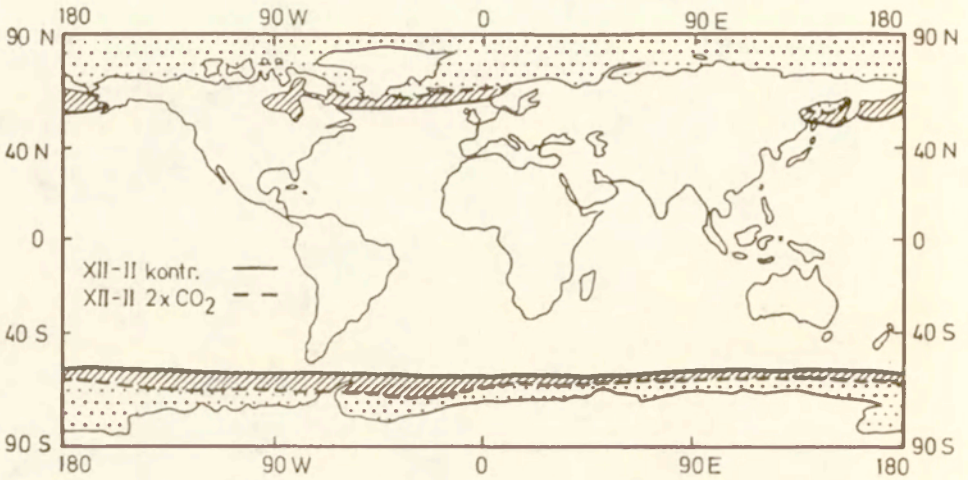 180 90 W 0 90 E 180
90 N 90 N
40 N 40 N
0 0
XII-II kontr.
XII-II 2x CO₂
40 S 40 S
90 S 90 S
180 90 W 0 90 E 180